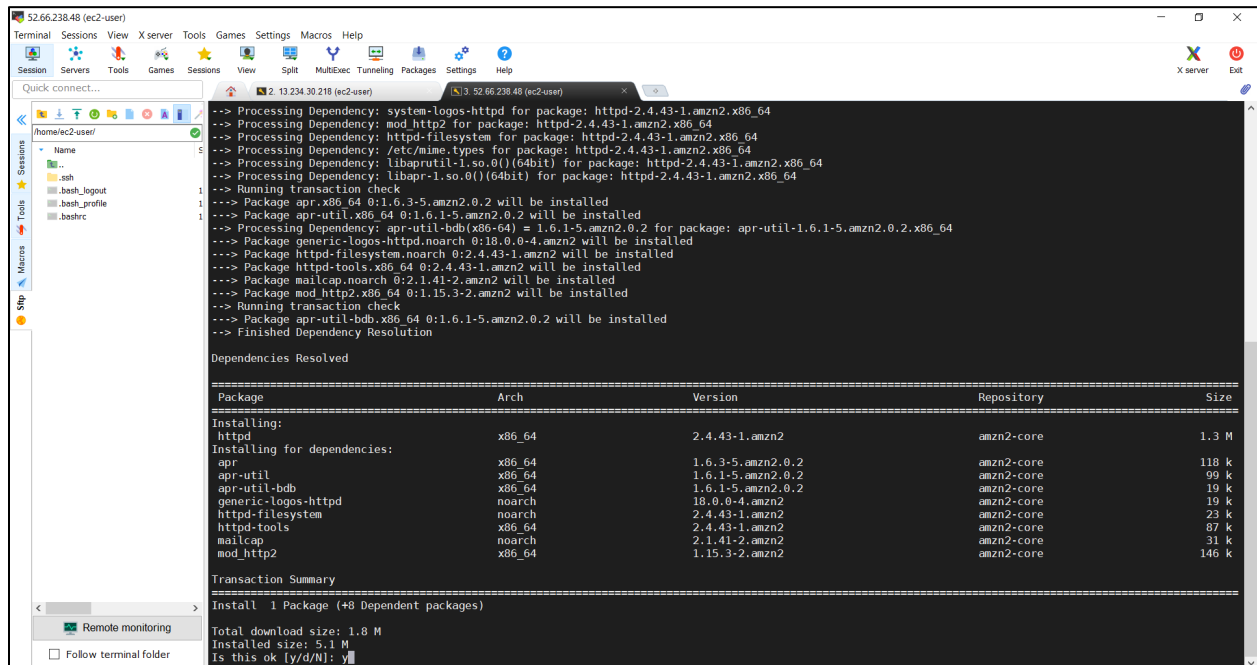 52.66.238.48 (ec2-user)
Terminal Sessions View X server Tools Games Settings Macros Help
Session Servers Tools Games Sessions View Split MultiExec Tunneling Packages Settings Help X server Exit
Quick connect...
2. 13.234.30.218 (ec2-user) 3. 52.66.238.48 (ec2-user)
/home/ec2-user/
Name S
..
.ssh
.bash_logout 1
.bash_profile 1
.bashrc 1
Sessions
Tools
Macros
Sftp
--> Processing Dependency: system-logos-httpd for package: httpd-2.4.43-1.amzn2.x86_64
--> Processing Dependency: mod_http2 for package: httpd-2.4.43-1.amzn2.x86_64
--> Processing Dependency: httpd-filesystem for package: httpd-2.4.43-1.amzn2.x86_64
--> Processing Dependency: /etc/mime.types for package: httpd-2.4.43-1.amzn2.x86_64
--> Processing Dependency: libaprutil-1.so.0()(64bit) for package: httpd-2.4.43-1.amzn2.x86_64
--> Processing Dependency: libapr-1.so.0()(64bit) for package: httpd-2.4.43-1.amzn2.x86_64
--> Running transaction check
---> Package apr.x86_64 0:1.6.3-5.amzn2.0.2 will be installed
---> Package apr-util.x86_64 0:1.6.1-5.amzn2.0.2 will be installed
--> Processing Dependency: apr-util-bdb(x86-64) = 1.6.1-5.amzn2.0.2 for package: apr-util-1.6.1-5.amzn2.0.2.x86_64
---> Package generic-logos-httpd.noarch 0:18.0.0-4.amzn2 will be installed
---> Package httpd-filesystem.noarch 0:2.4.43-1.amzn2 will be installed
---> Package httpd-tools.x86_64 0:2.4.43-1.amzn2 will be installed
---> Package mailcap.noarch 0:2.1.41-2.amzn2 will be installed
---> Package mod_http2.x86_64 0:1.15.3-2.amzn2 will be installed
--> Running transaction check
---> Package apr-util-bdb.x86_64 0:1.6.1-5.amzn2.0.2 will be installed
--> Finished Dependency Resolution
Dependencies Resolved
Package Arch Version Repository Size
Installing:
httpd x86_64 2.4.43-1.amzn2 amzn2-core 1.3 M
Installing for dependencies:
apr x86_64 1.6.3-5.amzn2.0.2 amzn2-core 118 k
apr-util x86_64 1.6.1-5.amzn2.0.2 amzn2-core 99 k
apr-util-bdb x86_64 1.6.1-5.amzn2.0.2 amzn2-core 19 k
generic-logos-httpd noarch 18.0.0-4.amzn2 amzn2-core 19 k
httpd-filesystem noarch 2.4.43-1.amzn2 amzn2-core 23 k
httpd-tools x86_64 2.4.43-1.amzn2 amzn2-core 87 k
mailcap noarch 2.1.41-2.amzn2 amzn2-core 31 k
mod_http2 x86_64 1.15.3-2.amzn2 amzn2-core 146 k
Transaction Summary
Install 1 Package (+8 Dependent packages)
Total download size: 1.8 M
Installed size: 5.1 M
Is this ok [y/d/N]: y
Remote monitoring
Follow terminal folder